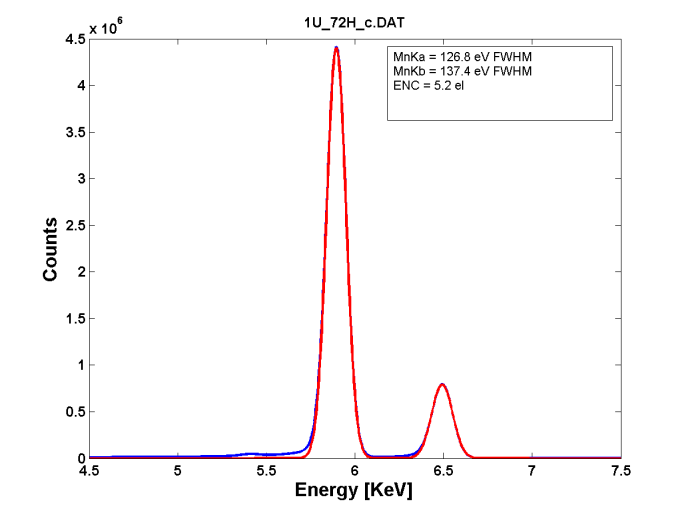 1U_72H_c.DAT
x 10^6
MnKa = 126.8 eV FWHM
MnKb = 137.4 eV FWHM
ENC = 5.2 el
4.5
4
3.5
3
2.5
2
1.5
1
0.5
0
Counts
4.5 5 5.5 6 6.5 7 7.5
Energy [KeV]